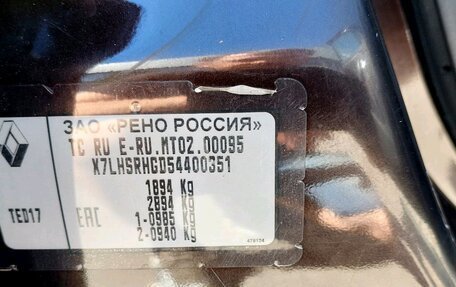 ЗАО «РЕНО РОССИЯ»
TC RU E-RU.MT02.00095
X7LHSRHGD54400351
1894 Kg
2894 Kg
1-0985 Kg
2-0940 Kg
TED17
EAC
479124